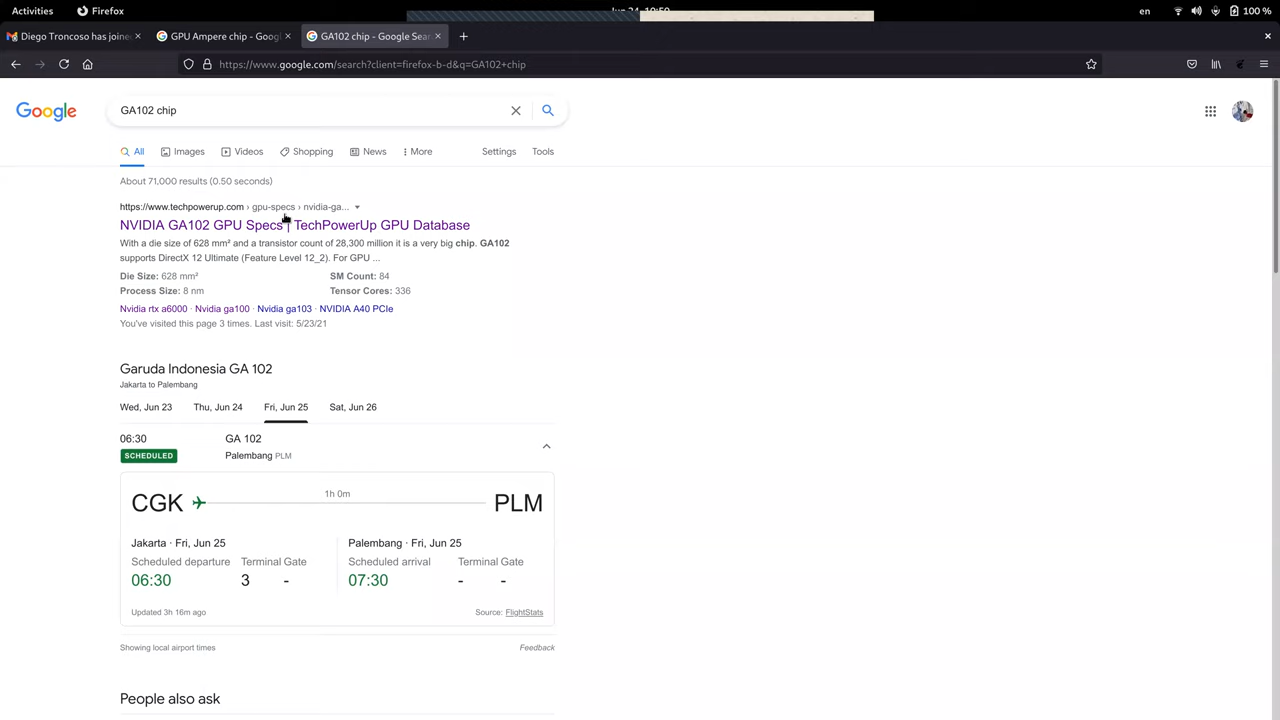 Activities
Firefox
en
100 %
Diego Troncoso has joine
GPU Ampere chip - Googl
GA102 chip - Google Sea
https://www.google.com/search?client=firefox-b-d&q=GA102+chip
Google
GA102 chip
All
Images
Videos
Shopping
News
More
Settings
Tools
About 71,000 results (0.50 seconds)
https://www.techpowerup.com › gpu-specs › nvidia-ga...
NVIDIA GA102 GPU Specs | TechPowerUp GPU Database
With a die size of 628 mm² and a transistor count of 28,300 million it is a very big chip. GA102
supports DirectX 12 Ultimate (Feature Level 12_2). For GPU ...
Die Size: 628 mm²
SM Count: 84
Process Size: 8 nm
Tensor Cores: 336
Nvidia rtx a6000 · Nvidia ga100 · Nvidia ga103 · NVIDIA A40 PCIe
You've visited this page 3 times. Last visit: 5/23/21
Garuda Indonesia GA 102
Jakarta to Palembang
Wed, Jun 23
Thu, Jun 24
Fri, Jun 25
Sat, Jun 26
06:30
GA 102
SCHEDULED
Palembang PLM
CGK
1h 0m
PLM
Jakarta · Fri, Jun 25
Palembang · Fri, Jun 25
Scheduled departure
Terminal Gate
Scheduled arrival
Terminal Gate
06:30
3
-
07:30
-
-
Updated 3h 16m ago
Source: FlightStats
Showing local airport times
Feedback
People also ask